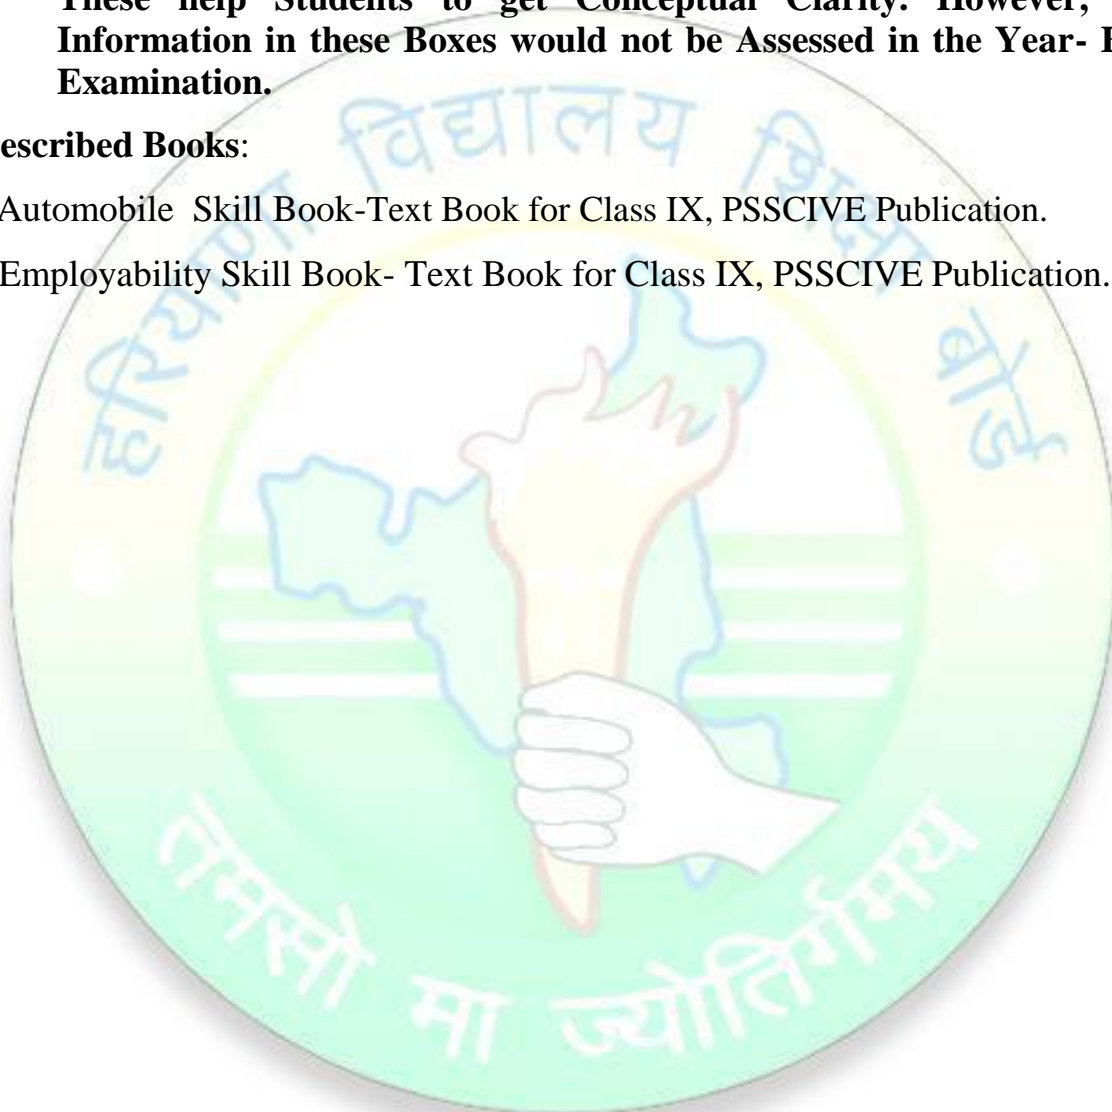 These help Students to get Conceptual Clarity. However,
Information in these Boxes would not be Assessed in the Year- E
Examination.
escribed Books:
Automobile Skill Book-Text Book for Class IX, PSSCIVE Publication.
Employability Skill Book- Text Book for Class IX, PSSCIVE Publication.
हरियाणा विद्यालय शिक्षा बोर्ड
तमसो मा ज्योतिर्गमय